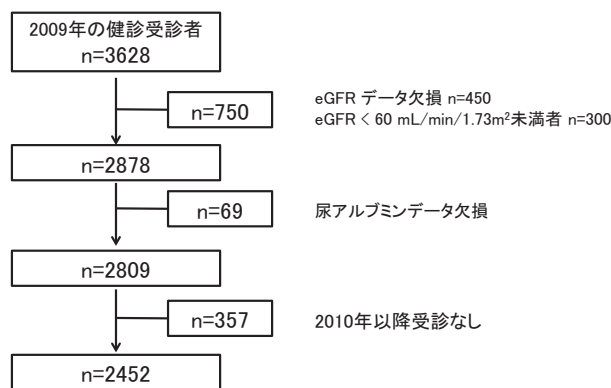 2009年の健診受診者
n=3628
n=750
eGFR データ欠損 n=450
eGFR < 60 mL/min/1.73m²未満者 n=300
n=2878
n=69
尿アルブミンデータ欠損
n=2809
n=357
2010年以降受診なし
n=2452